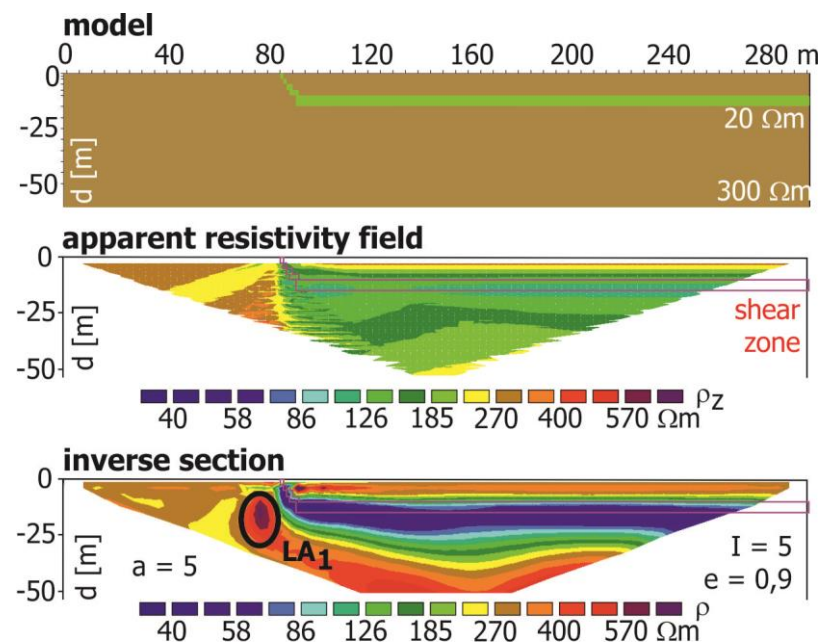 model
0 40 80 120 160 200 240 280 m
0
-25
-50
d [m]
20 Ωm
300 Ωm
apparent resistivity field
0
-25
-50
d [m]
shear
zone
40 58 86 126 185 270 400 570 Ωm ρz
inverse section
0
-25
-50
d [m]
LA1
a = 5
I = 5
e = 0,9
40 58 86 126 185 270 400 570 Ωm ρ